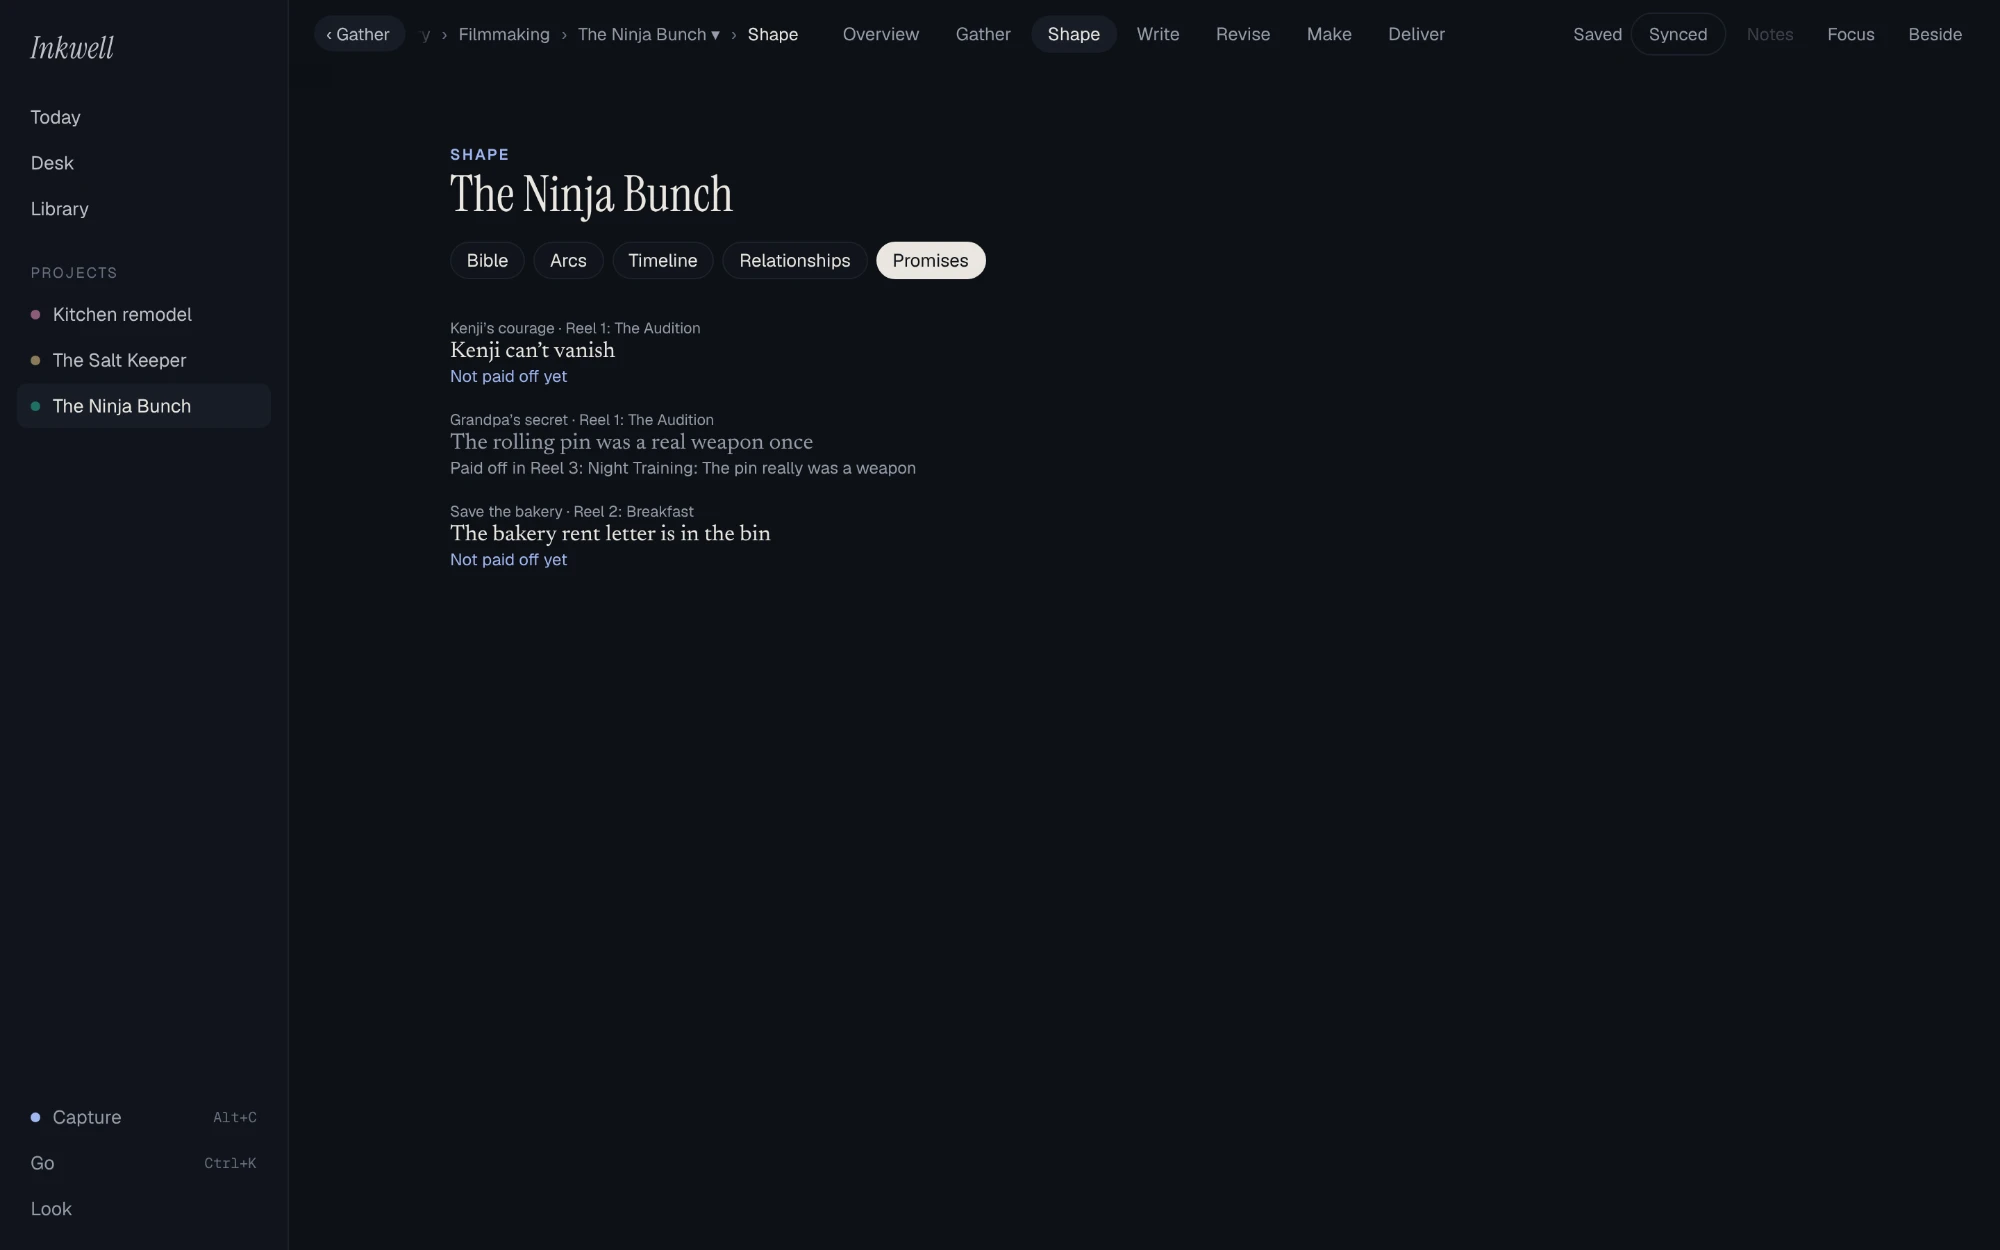 Inkwell
Today
Desk
Library
PROJECTS
Kitchen remodel
The Salt Keeper
The Ninja Bunch
Capture Alt+C
Go Ctrl+K
Look
‹ Gather y › Filmmaking › The Ninja Bunch ▾ › Shape Overview Gather Shape Write Revise Make Deliver Saved Synced Notes Focus Beside
SHAPE
The Ninja Bunch
Bible Arcs Timeline Relationships Promises
Kenji’s courage · Reel 1: The Audition
Kenji can’t vanish
Not paid off yet
Grandpa’s secret · Reel 1: The Audition
The rolling pin was a real weapon once
Paid off in Reel 3: Night Training: The pin really was a weapon
Save the bakery · Reel 2: Breakfast
The bakery rent letter is in the bin
Not paid off yet